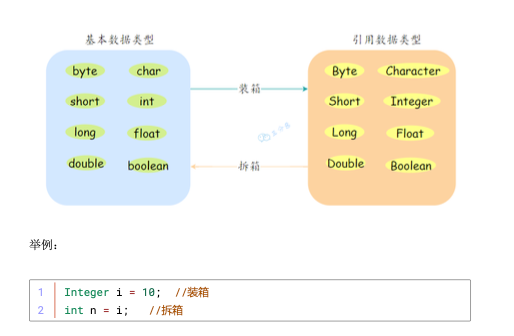 基本数据类型 引用数据类型
byte char Byte Character
short int 装箱 Short Integer
long float Long Float
double boolean 拆箱 Double Boolean
举例：
1 Integer i = 10;  //装箱
2 int n = i;   //拆箱